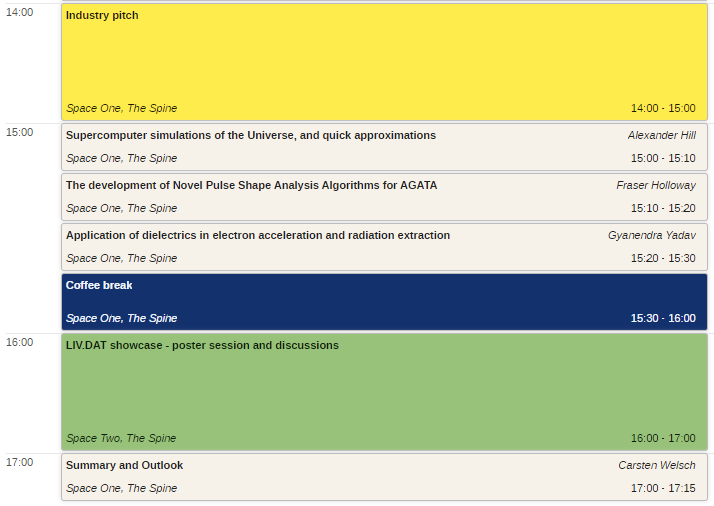 14:00
Industry pitch
Space One, The Spine 14:00 - 15:00
15:00
Supercomputer simulations of the Universe, and quick approximations Alexander Hill
Space One, The Spine 15:00 - 15:10
The development of Novel Pulse Shape Analysis Algorithms for AGATA Fraser Holloway
Space One, The Spine 15:10 - 15:20
Application of dielectrics in electron acceleration and radiation extraction Gyanendra Yadav
Space One, The Spine 15:20 - 15:30
Coffee break
Space One, The Spine 15:30 - 16:00
16:00
LIV.DAT showcase - poster session and discussions
Space Two, The Spine 16:00 - 17:00
17:00
Summary and Outlook Carsten Welsch
Space One, The Spine 17:00 - 17:15